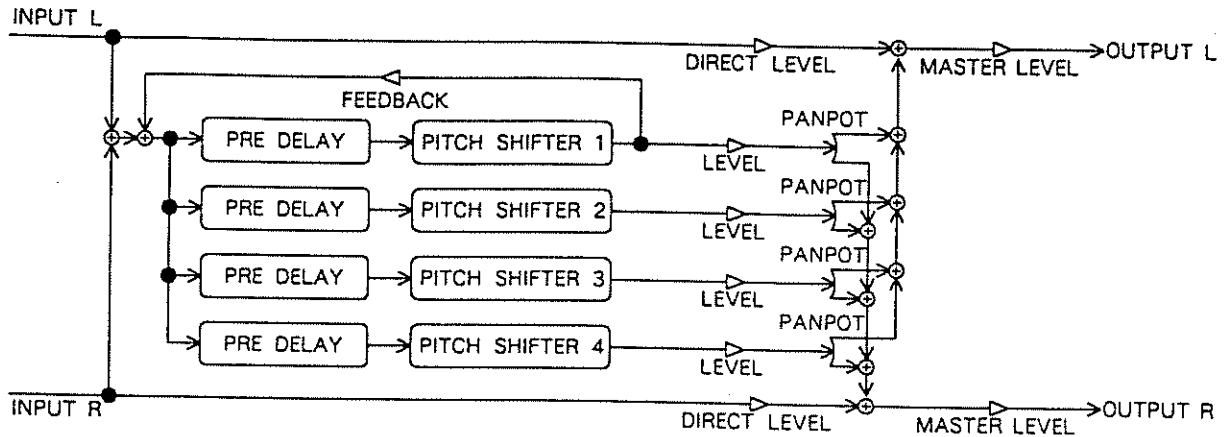 INPUT L
DIRECT LEVEL
MASTER LEVEL
OUTPUT L
FEEDBACK
PANPOT
PRE DELAY
PITCH SHIFTER 1
LEVEL
PANPOT
PRE DELAY
PITCH SHIFTER 2
LEVEL
PANPOT
PRE DELAY
PITCH SHIFTER 3
LEVEL
PANPOT
PRE DELAY
PITCH SHIFTER 4
LEVEL
INPUT R
DIRECT LEVEL
MASTER LEVEL
OUTPUT R